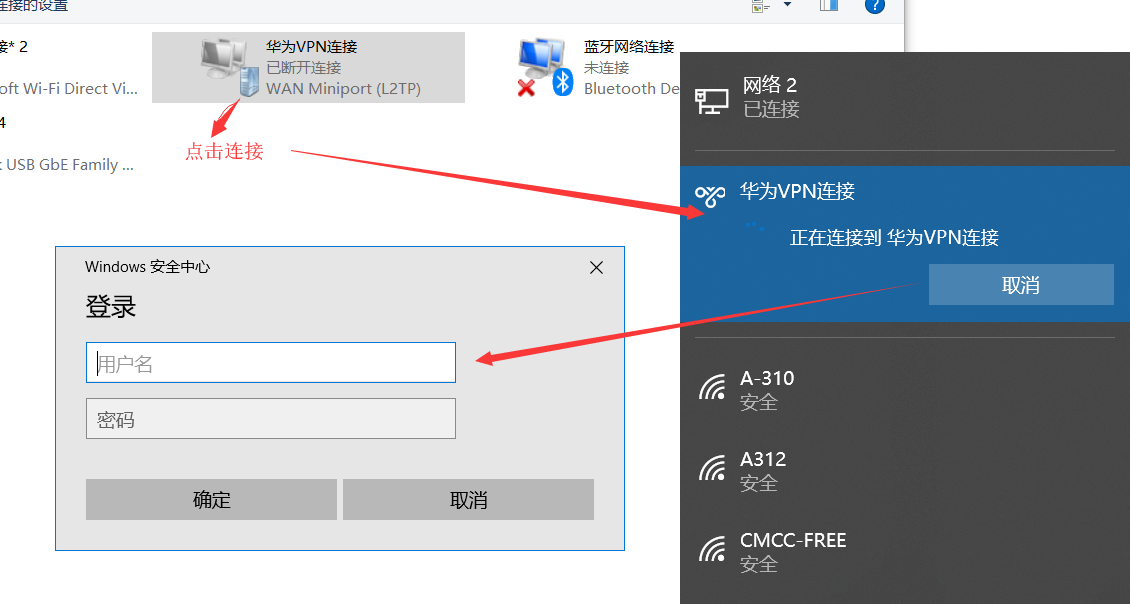 连接的设置
接* 2
oft Wi-Fi Direct Vi...
4
USB GbE Family ...
华为VPN连接
已断开连接
WAN Miniport (L2TP)
蓝牙网络连接
未连接
Bluetooth De
点击连接
网络 2
已连接
华为VPN连接
正在连接到 华为VPN连接
取消
Windows 安全中心
登录
用户名
密码
确定
取消
A-310
安全
A312
安全
CMCC-FREE
安全